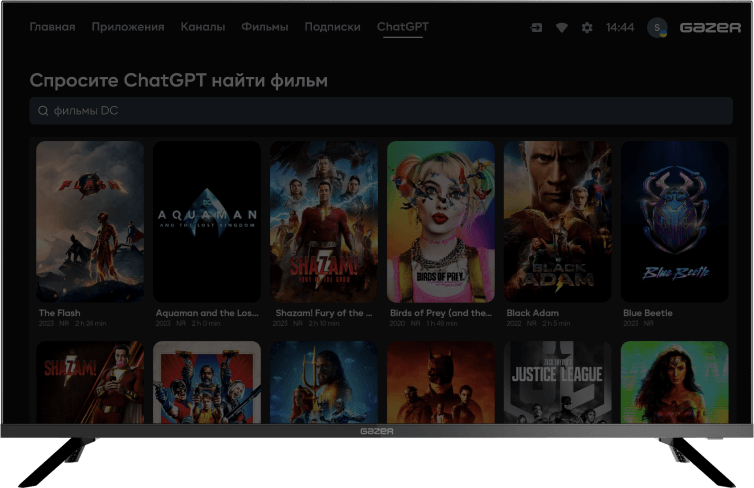 Главная Приложения Каналы Фильмы Подписки ChatGPT 14:44 S GAZER
Спросите ChatGPT найти фильм
фильмы DC
FLASH
DC
AQUAMAN
AND THE LOST KINGDOM
SHAZAM!
FURY OF THE GODS
BIRDS OF PREY
BLACK ADAM
Blue Beetle
The Flash Aquaman and the Los... Shazam! Fury of the ... Birds of Prey (and the... Black Adam Blue Beetle
2023 NR 2 h 24 min 2023 NR 2 h 0 min 2023 NR 2 h 10 min 2020 NR 1 h 49 min 2022 NR 2 h 5 min 2023 NR
SHAZAM!
JUSTICE LEAGUE
GAZER